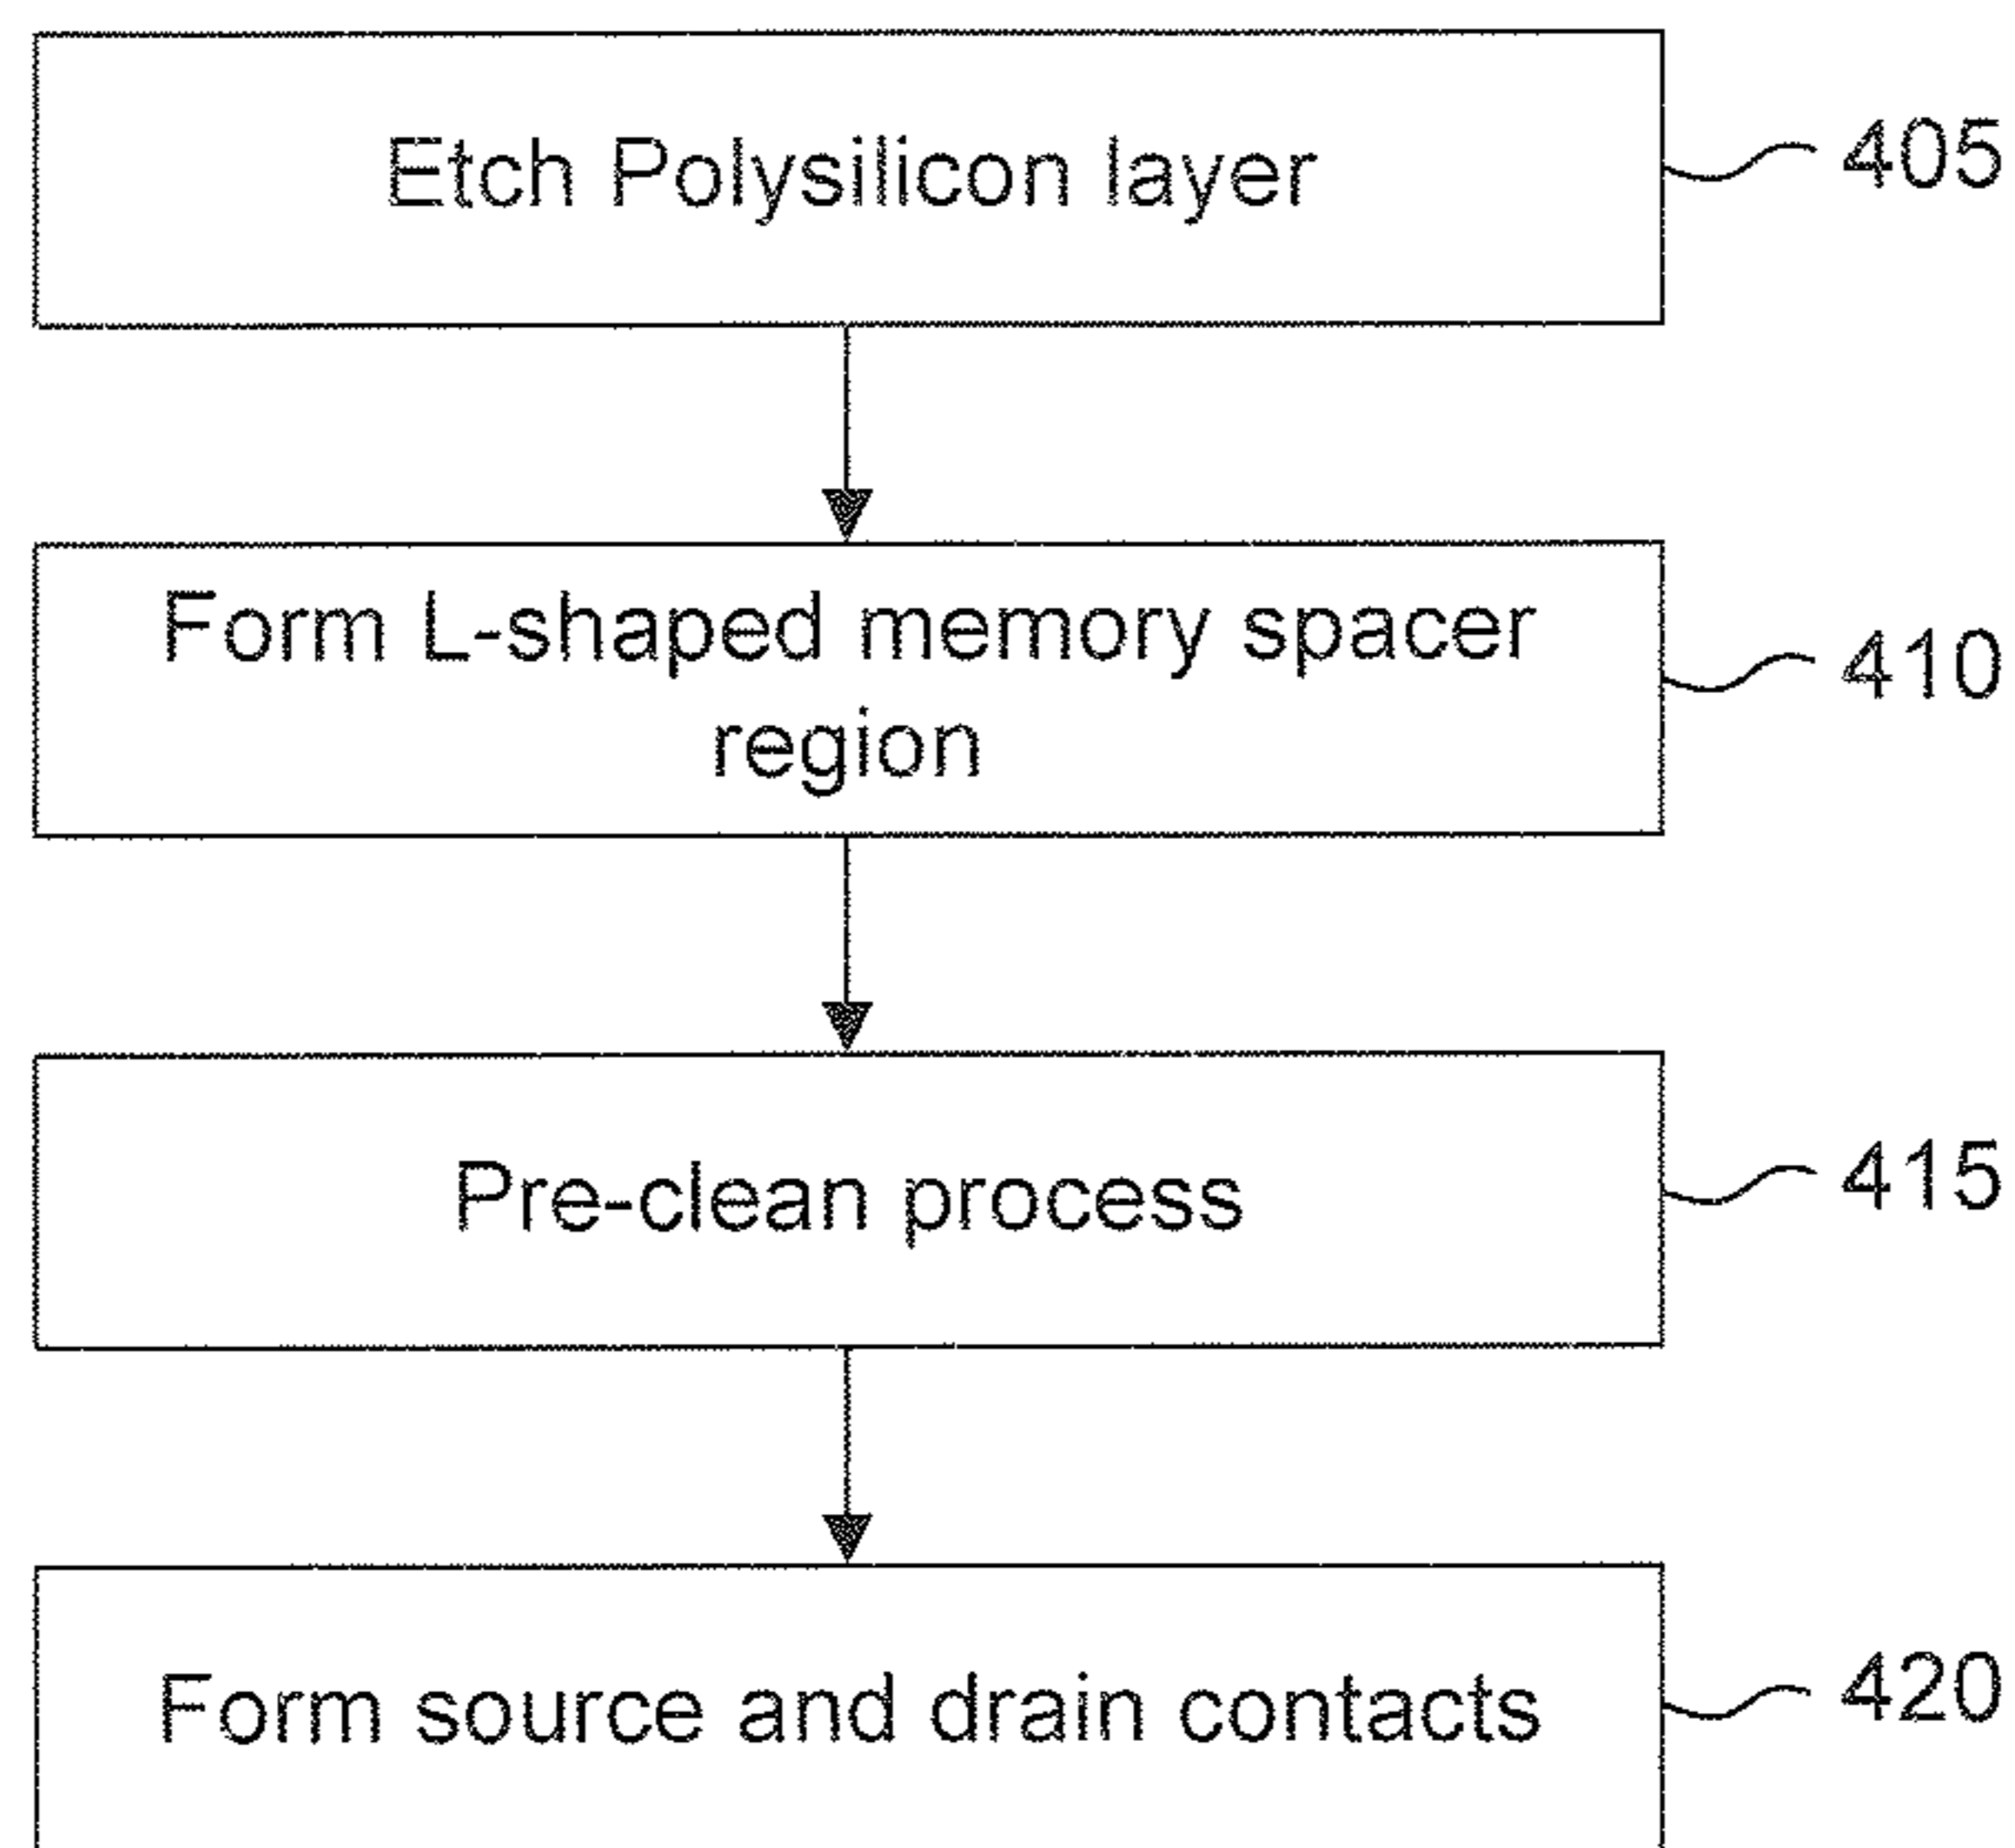 Etch Polysilicon layer
405
Form L-shaped memory spacer
region
410
Pre-clean process
415
Form source and drain contacts
420